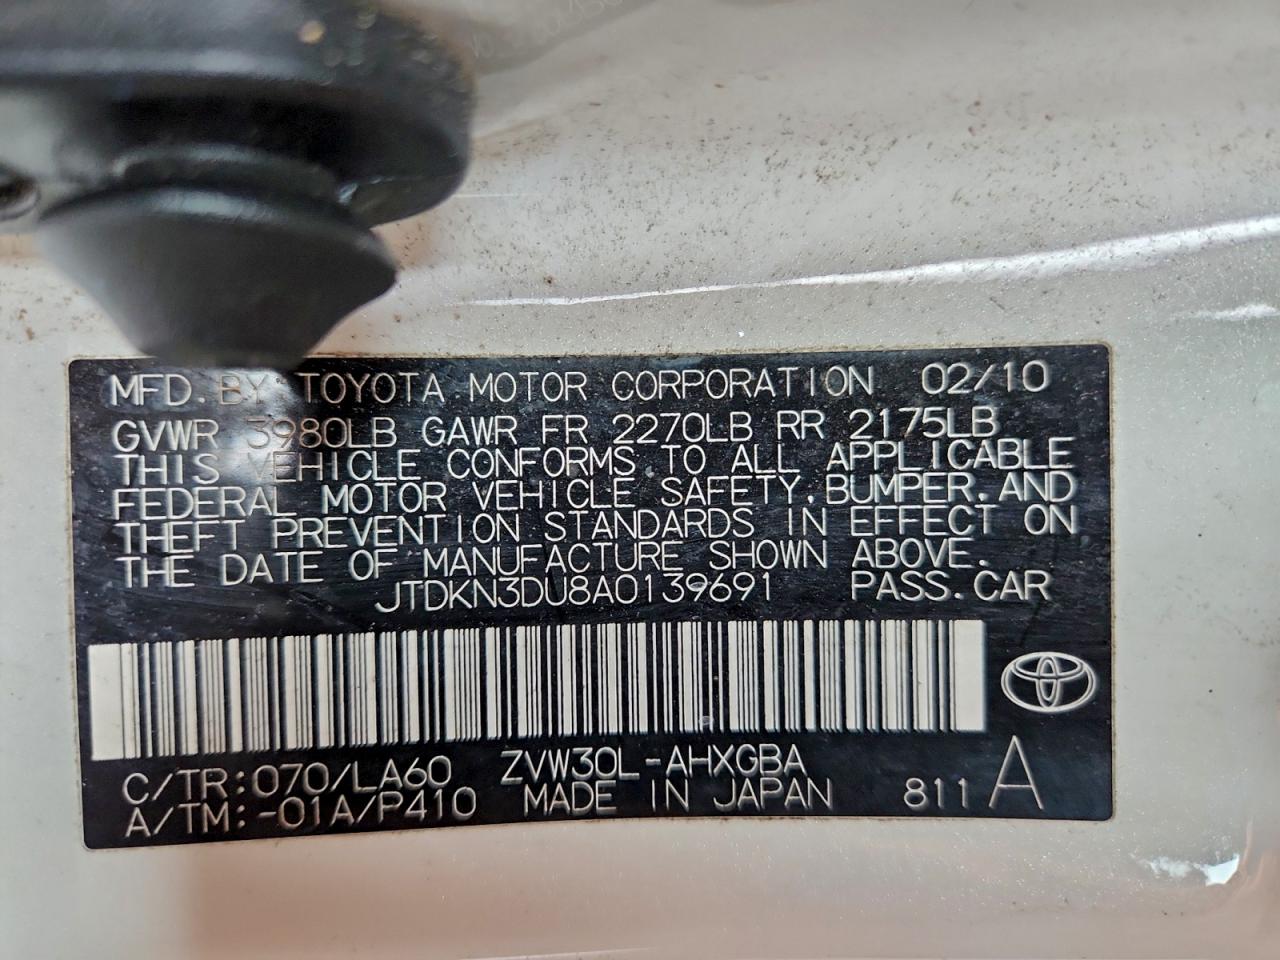 MFD. BY TOYOTA MOTOR CORPORATION 02/10
GVWR 3980LB GAWR FR 2270LB RR 2175LB
THIS VEHICLE CONFORMS TO ALL APPLICABLE
FEDERAL MOTOR VEHICLE SAFETY, BUMPER, AND
THEFT PREVENTION STANDARDS IN EFFECT ON
THE DATE OF MANUFACTURE SHOWN ABOVE.
JTDKN3DU8A0139691 PASS. CAR
C/TR: 070/LA60 ZVW30L-AHXGBA
A/TM: -01A/P410 MADE IN JAPAN 811 A